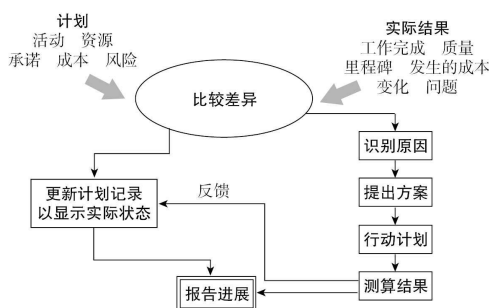 计划
活动 资源
承诺 成本 风险
实际结果
工作完成 质量
里程碑 发生的成本
变化 问题
比较差异
识别原因
更新计划记录
以显示实际状态
反馈
提出方案
行动计划
报告进展
测算结果